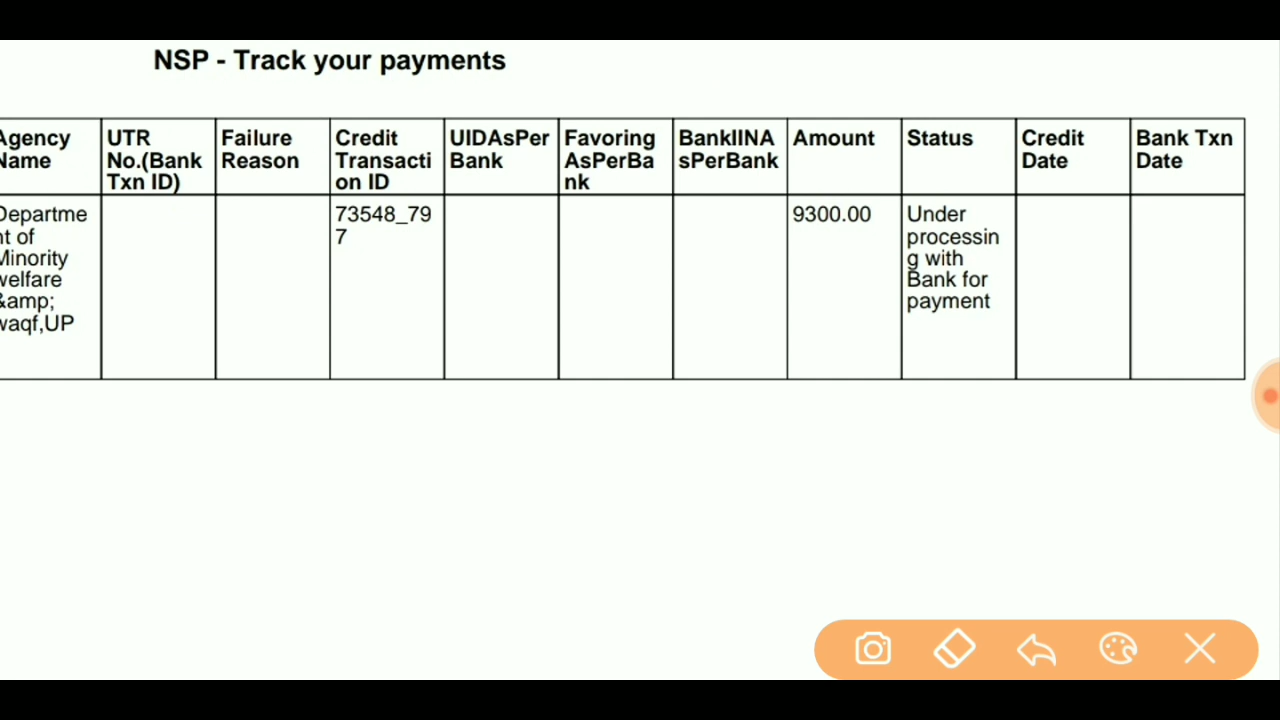 NSP - Track your payments
Agency Name
UTR No.(Bank Txn ID)
Failure Reason
Credit Transacti on ID
UIDAsPer Bank
Favoring AsPerBa nk
BankIINA sPerBank
Amount
Status
Credit Date
Bank Txn Date
Departme nt of Minority welfare &amp; waqf,UP
73548_79 7
9300.00
Under processin g with Bank for payment